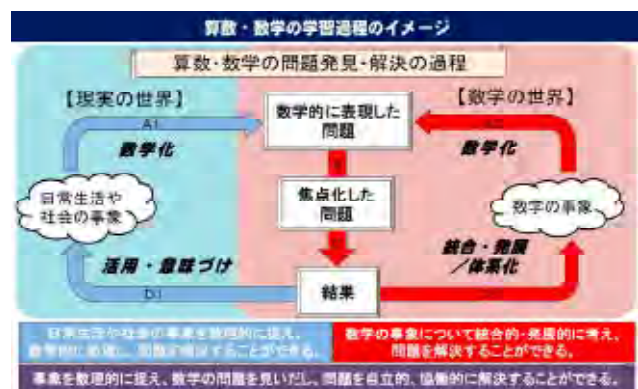 算数・数学の学習過程のイメージ
算数・数学の問題発見・解決の過程
【現実の世界】
【数学の世界】
A1
数学的に表現した
問題
数学化
数学化
焦点化した
問題
日常生活や
社会の事象
数学の事象
活用・意味づけ
統合・発展
/体系化
D1
結果
日常生活や社会の事象を数理的に捉え、
数学的に処理し、問題を解決することができる。
数学の事象について統合的・発展的に考え、
問題を解決することができる。
事象を数理的に捉え、数学の問題を見いだし、問題を自立的、協働的に解決することができる。